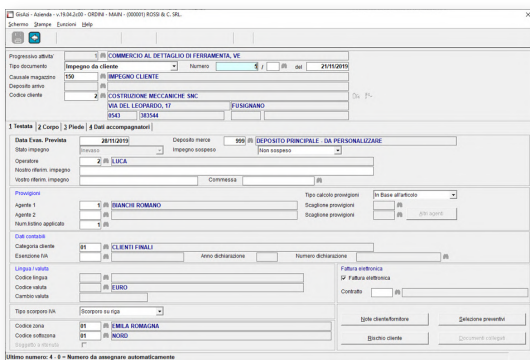 GisAzi - Azienda - v.19.04.2c00 - ORDINI - MAIN - (000001) ROSSI & C. SRL.
Schermo Stampe Funzioni Help
Progressivo attivita' 1 COMMERCIO AL DETTAGLIO DI FERRAMENTA, VE
Tipo documento Impegno da cliente Numero 1 / del 21/11/2019
Causale magazzino 150 IMPEGNO CLIENTE
Deposito arrivo
Codice cliente 2 COSTRUZIONE MECCANICHE SNC
VIA DEL LEOPARDO, 17 FUSIGNANO
0543 383544
1 Testata 2 Corpo 3 Piede 4 Dati accompagnatori
Data Evas. Prevista 28/11/2019 Deposito merce 999 DEPOSITO PRINCIPALE - DA PERSONALIZZARE
Stato impegno Inevaso Impegno sospeso Non sospeso
Operatore 2 LUCA
Nostro riferim. impegno
Vostro riferim. impegno Commessa
Provvigioni Tipo calcolo provvigioni In Base all'articolo
Agente 1 1 BIANCHI ROMANO Scaglione provvigioni
Agente 2 Scaglione provvigioni Altri agenti
Num.listino applicato 1
Dati contabili
Categoria cliente 01 CLIENTI FINALI
Esenzione IVA Anno dichiarazione Numero dichiarazione
Lingua / valuta Fattura elettronica
Codice lingua Fattura elettronica
Codice valuta EURO Contratto
Cambio valuta
Tipo scorporo IVA Scorporo su riga
Note cliente/fornitore Selezione preventivi
Codice zona 01 EMILA ROMAGNA
Codice sottozona 01 NORD Rischio cliente Documenti collegati
Soggetto a ritenuta
Ultimo numero: 4 - 0 = Numero da assegnare automaticamente